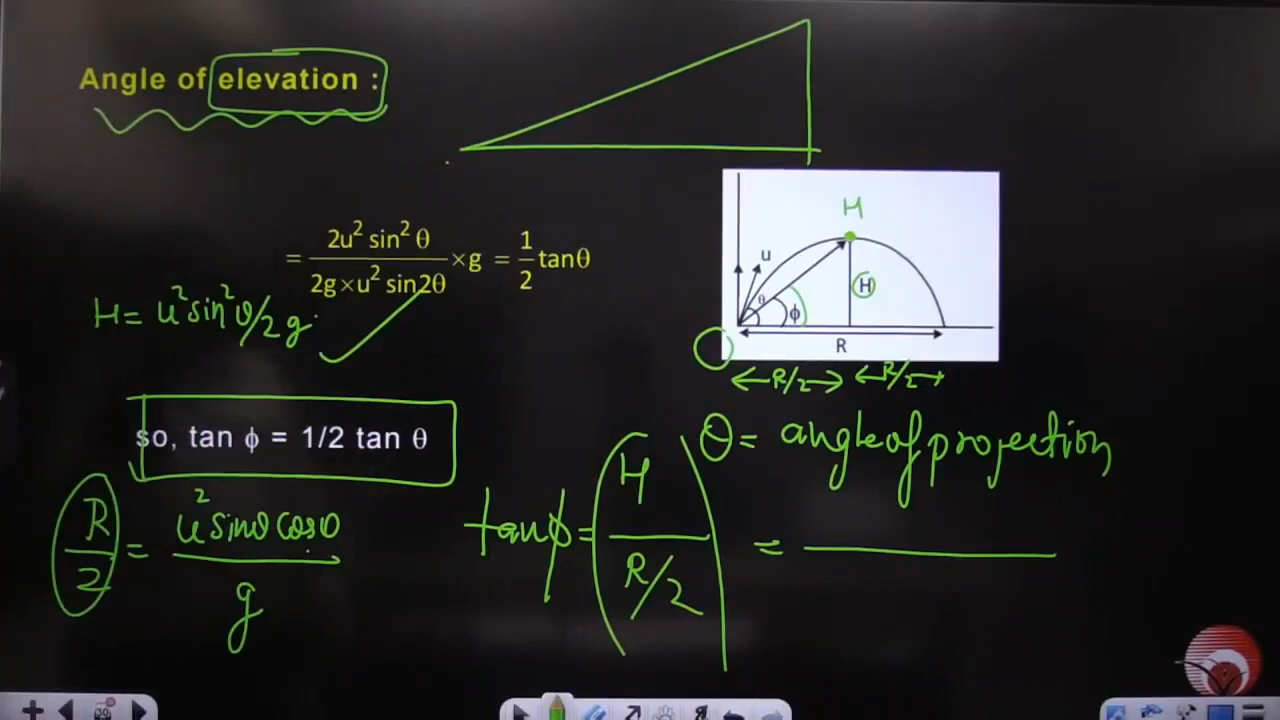 Angle of elevation :
= 2u² sin² θ / 2g×u² sin2θ ×g = 1/2 tanθ
H = u² sin² θ/2g
H
u
θ
ϕ
H
R
R/2 R/2
so, tan ϕ = 1/2 tan θ
θ = angle of projection
R/2 = u² sinθ cosθ / g
tanϕ = (H / R/2) =